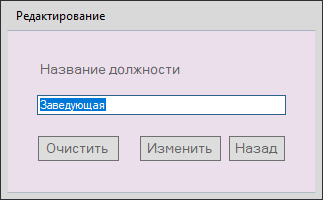 Редактирование
Название должности
Заведующая
Очистить Изменить Назад